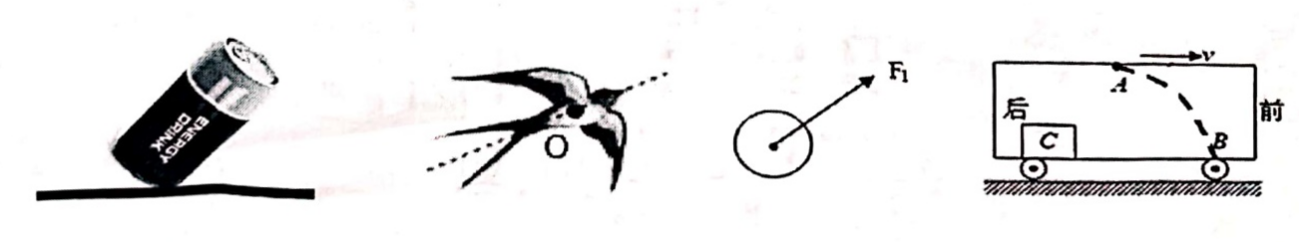 ENERGY
DRINK
O
F₁
v
A
后
前
C
B